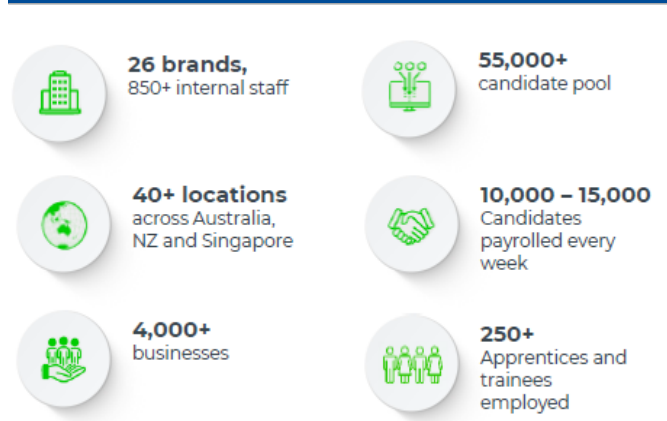 26 brands,
850+ internal staff
55,000+
candidate pool
40+ locations
across Australia,
NZ and Singapore
10,000 – 15,000
Candidates
payrolled every
week
4,000+
businesses
250+
Apprentices and
trainees
employed